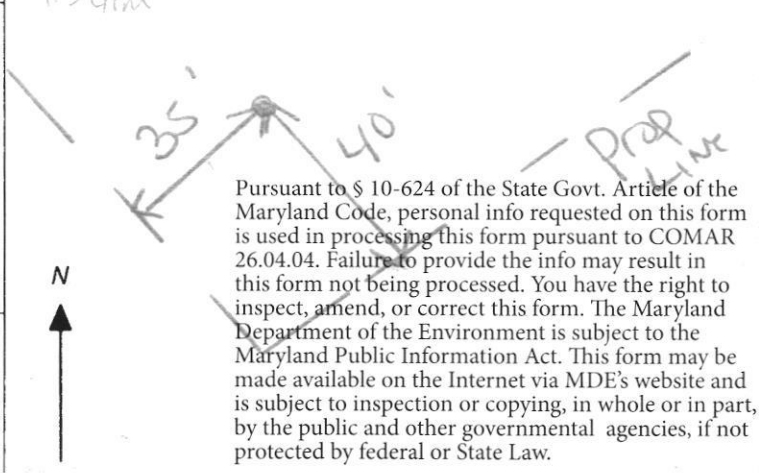 35'
40'
Prop
Line
N
Pursuant to § 10-624 of the State Govt. Article of the
Maryland Code, personal info requested on this form
is used in processing this form pursuant to COMAR
26.04.04. Failure to provide the info may result in
this form not being processed. You have the right to
inspect, amend, or correct this form. The Maryland
Department of the Environment is subject to the
Maryland Public Information Act. This form may be
made available on the Internet via MDE's website and
is subject to inspection or copying, in whole or in part,
by the public and other governmental agencies, if not
protected by federal or State Law.